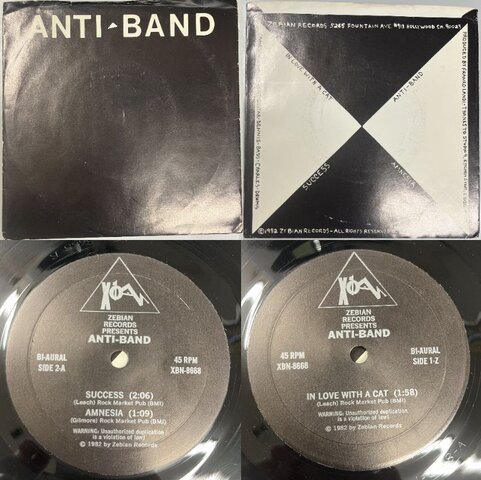 ANTI-BAND
ZEBIAN RECORDS 5265 FOUNTAIN AVE HOLLYWOOD CA. 90029
IN LOVE WITH A CAT
ANTI-BAND
SUCCESS
AMNESIA
©1982 ZEBIAN RECORDS - ALL RIGHTS RESERVED
ZEBIAN
RECORDS
PRESENTS
ANTI-BAND
BI-AURAL
SIDE 2-A
45 RPM
XBN-8668
SUCCESS (2:06)
(Leach) Rock Market Pub (BMI)
AMNESIA (1:09)
(Gilmore) Rock Market Pub (BMI)
WARNING: Unauthorized duplication
is a violation of law!
© 1982 by Zebian Records
ZEBIAN
RECORDS
PRESENTS
ANTI-BAND
45 RPM
XBN-8668
BI-AURAL
SIDE 1-Z
IN LOVE WITH A CAT (1:58)
(Leach) Rock Market Pub (BMI)
WARNING: Unauthorized duplication
is a violation of law!
© 1982 by Zebian Records